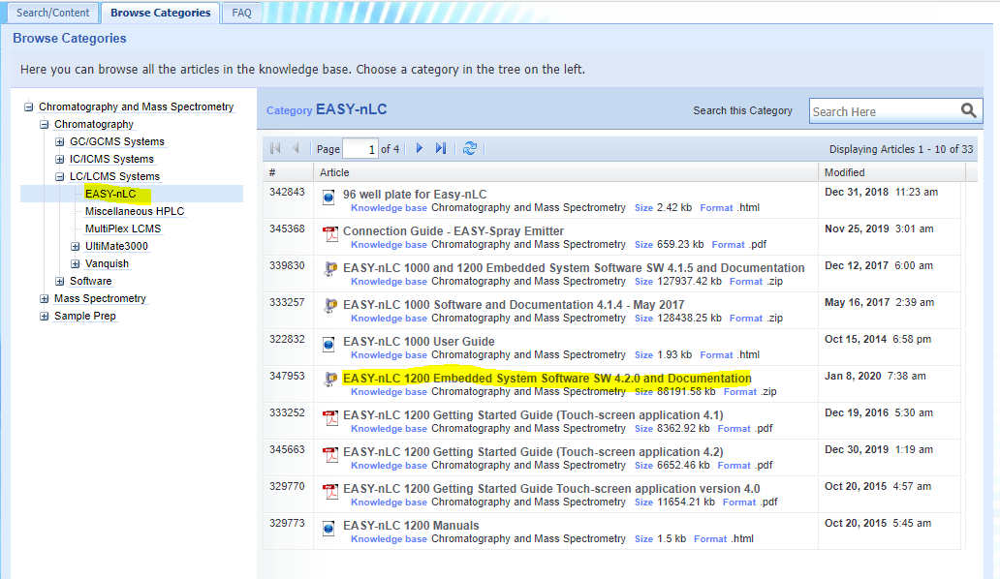 Search/Content
Browse Categories
FAQ
Browse Categories
Here you can browse all the articles in the knowledge base. Choose a category in the tree on the left.
Chromatography and Mass Spectrometry
Chromatography
GC/GCMS Systems
IC/ICMS Systems
LC/LCMS Systems
EASY-nLC
Miscellaneous HPLC
MultiPlex LCMS
UltiMate3000
Vanquish
Software
Mass Spectrometry
Sample Prep
Category EASY-nLC
Search this Category
Search Here
Page 1 of 4
Displaying Articles 1 - 10 of 33
# Article Modified
342843 96 well plate for Easy-nLC Dec 31, 2018 11:23 am
Knowledge base Chromatography and Mass Spectrometry Size 2.42 kb Format .html
345368 Connection Guide - EASY-Spray Emitter Nov 25, 2019 3:01 am
Knowledge base Chromatography and Mass Spectrometry Size 659.23 kb Format .pdf
339830 EASY-nLC 1000 and 1200 Embedded System Software SW 4.1.5 and Documentation Dec 12, 2017 6:00 am
Knowledge base Chromatography and Mass Spectrometry Size 127937.42 kb Format .zip
333257 EASY-nLC 1000 Software and Documentation 4.1.4 - May 2017 May 16, 2017 2:39 am
Knowledge base Chromatography and Mass Spectrometry Size 128438.25 kb Format .zip
322832 EASY-nLC 1000 User Guide Oct 15, 2014 6:58 pm
Knowledge base Chromatography and Mass Spectrometry Size 1.93 kb Format .html
347953 EASY-nLC 1200 Embedded System Software SW 4.2.0 and Documentation Jan 8, 2020 7:38 am
Knowledge base Chromatography and Mass Spectrometry Size 88191.58 kb Format .zip
333252 EASY-nLC 1200 Getting Started Guide (Touch-screen application 4.1) Dec 19, 2016 5:30 am
Knowledge base Chromatography and Mass Spectrometry Size 8362.92 kb Format .pdf
345663 EASY-nLC 1200 Getting Started Guide (Touch-screen application 4.2) Dec 30, 2019 1:19 am
Knowledge base Chromatography and Mass Spectrometry Size 6652.46 kb Format .pdf
329770 EASY-nLC 1200 Getting Started Guide Touch-screen application version 4.0 Oct 20, 2015 4:57 am
Knowledge base Chromatography and Mass Spectrometry Size 11654.21 kb Format .pdf
329773 EASY-nLC 1200 Manuals Oct 20, 2015 5:45 am
Knowledge base Chromatography and Mass Spectrometry Size 1.5 kb Format .html